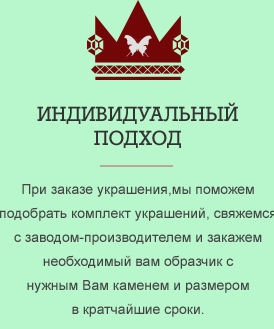 ИНДИВИДУАЛЬНЫЙ
ПОДХОД
При заказе украшения,мы поможем
подобрать комплект украшений, свяжемся
с заводом-производителем и закажем
необходимый вам образчик с
нужным Вам каменем и размером
в кратчайшие сроки.